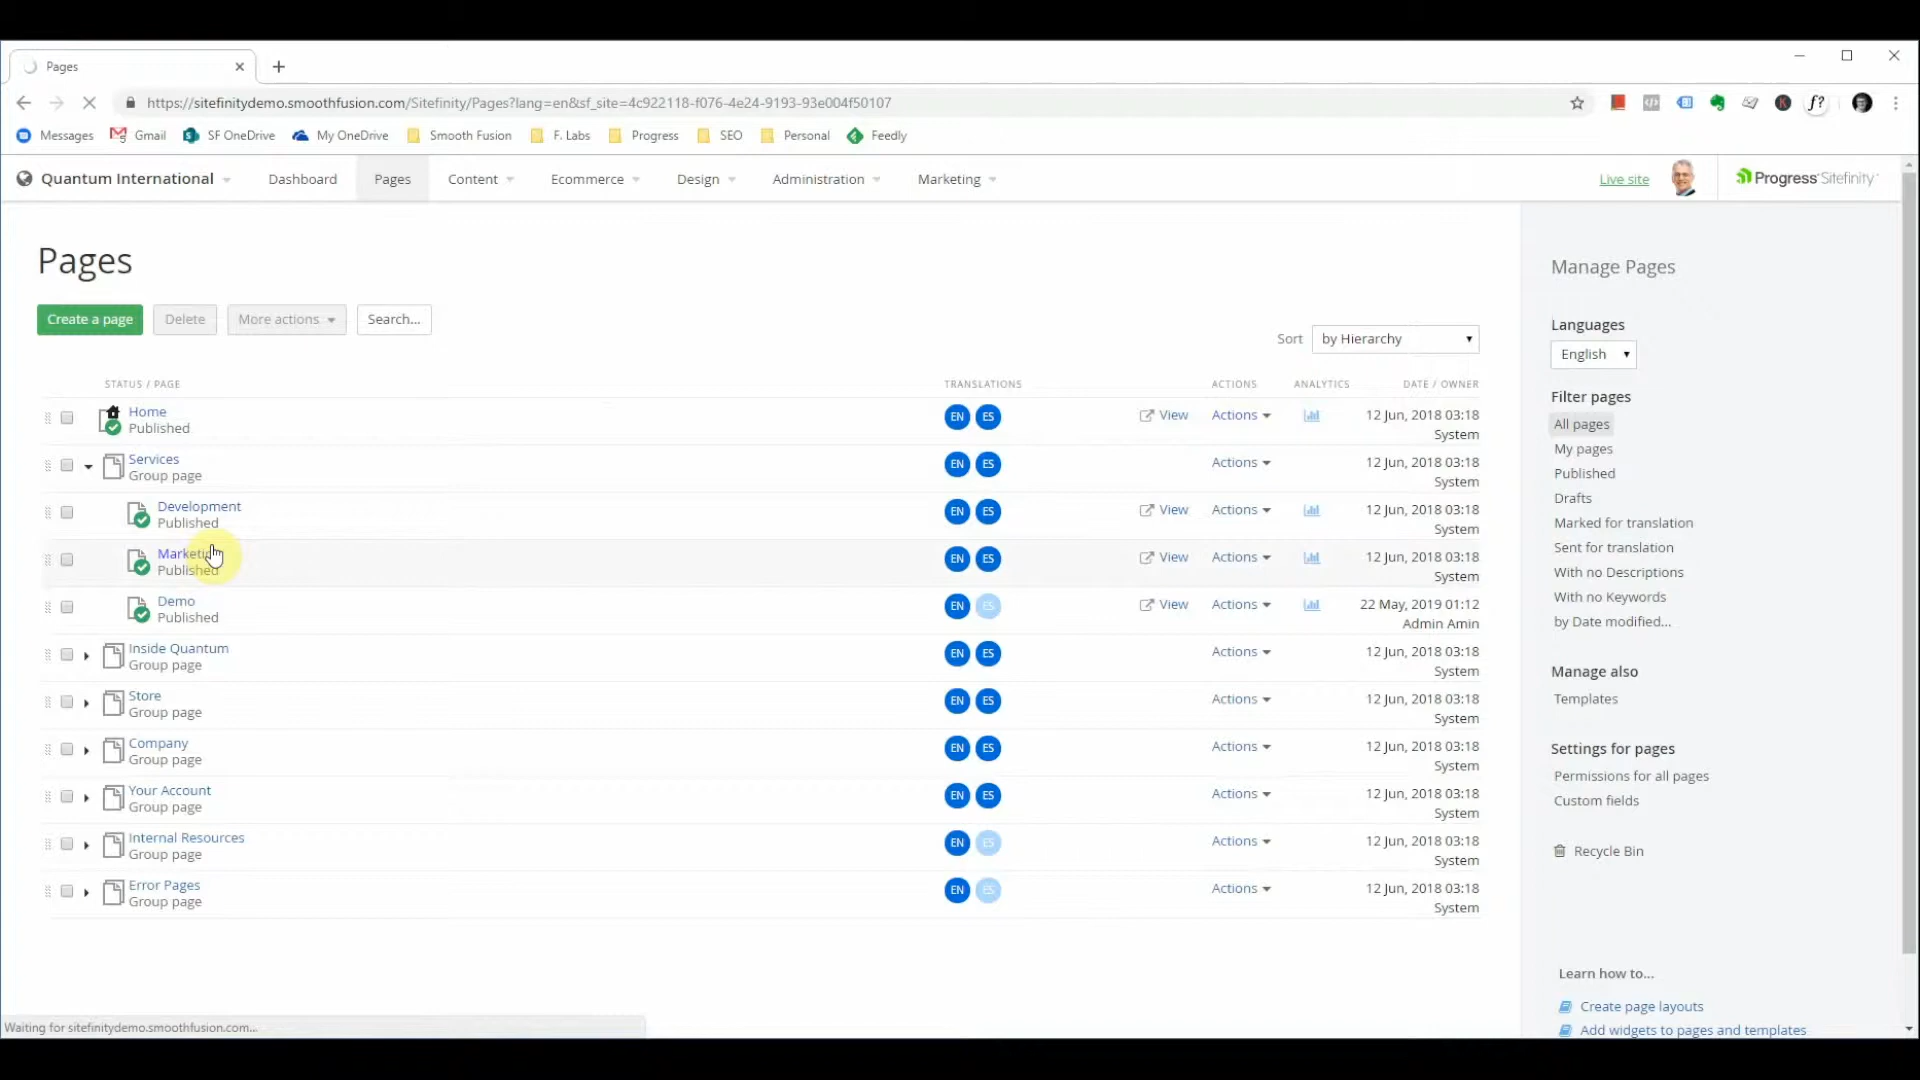 Pages
https://sitefinitydemo.smoothfusion.com/Sitefinity/Pages?lang=en&sf_site=4c922118-f076-4e24-9193-93e004f50107
f?
Messages Gmail SF OneDrive My OneDrive Smooth Fusion F. Labs Progress SEO Personal Feedly
Quantum International Dashboard Pages Content Ecommerce Design Administration Marketing Live site Progress Sitefinity
Pages
Manage Pages
Create a page Delete More actions Search...
Sort by Hierarchy
Languages
English
STATUS / PAGE TRANSLATIONS ACTIONS ANALYTICS DATE / OWNER
Home EN ES View Actions 12 Jun, 2018 03:18
Published System
Services EN ES Actions 12 Jun, 2018 03:18
Group page System
Development EN ES View Actions 12 Jun, 2018 03:18
Published System
Marketing EN ES View Actions 12 Jun, 2018 03:18
Published System
Demo EN ES View Actions 22 May, 2019 01:12
Published Admin Amin
Inside Quantum EN ES Actions 12 Jun, 2018 03:18
Group page System
Store EN ES Actions 12 Jun, 2018 03:18
Group page System
Company EN ES Actions 12 Jun, 2018 03:18
Group page System
Your Account EN ES Actions 12 Jun, 2018 03:18
Group page System
Internal Resources EN ES Actions 12 Jun, 2018 03:18
Group page System
Error Pages EN ES Actions 12 Jun, 2018 03:18
Group page System
Filter pages
All pages
My pages
Published
Drafts
Marked for translation
Sent for translation
With no Descriptions
With no Keywords
by Date modified...
Manage also
Templates
Settings for pages
Permissions for all pages
Custom fields
Recycle Bin
Learn how to...
Create page layouts
Add widgets to pages and templates
Waiting for sitefinitydemo.smoothfusion.com...